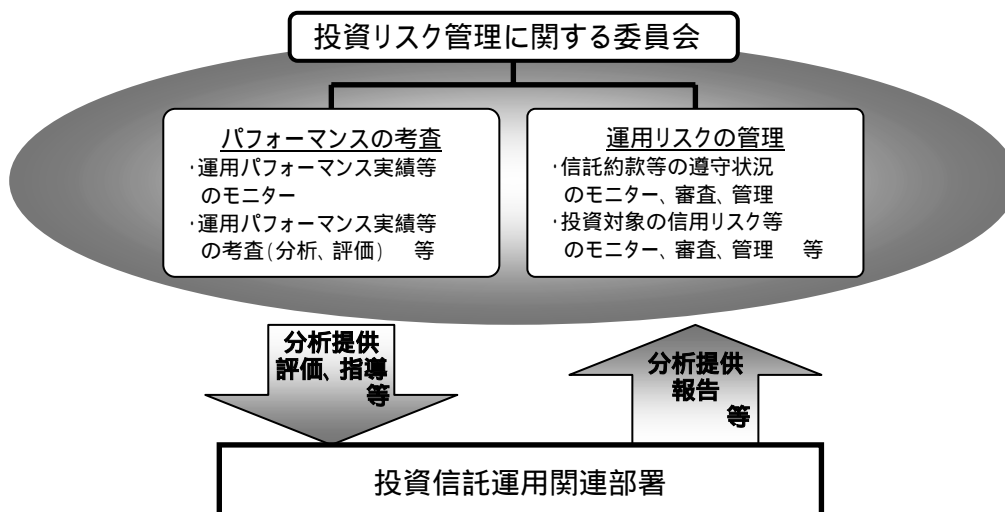 投資リスク管理に関する委員会
パフォーマンスの考査
・運用パフォーマンス実績等
のモニター
・運用パフォーマンス実績等
の考査(分析、評価) 等
運用リスクの管理
・信託約款等の遵守状況
のモニター、審査、管理
・投資対象の信用リスク等
のモニター、審査、管理 等
分析提供
評価、指導
等
分析提供
報告
等
投資信託運用関連部署